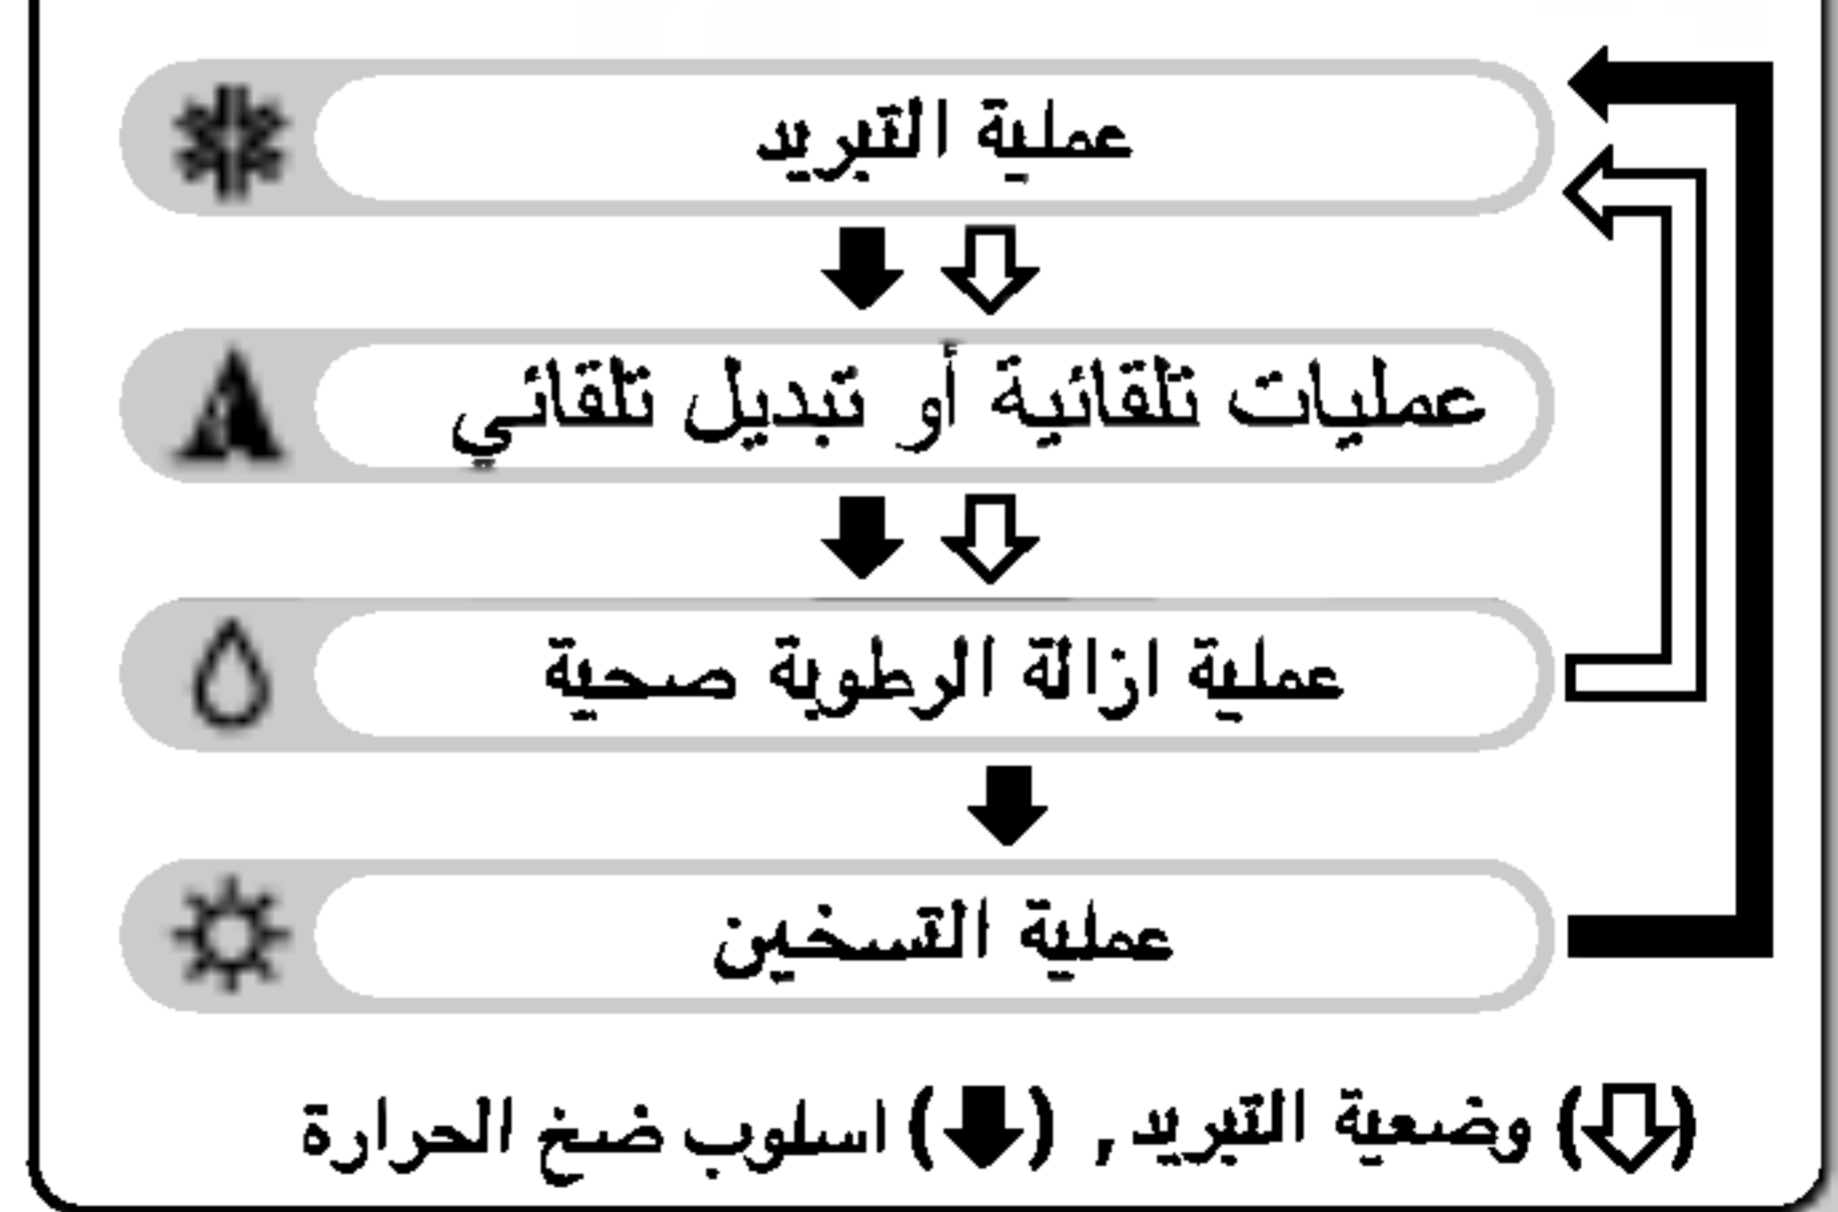 عملية التبريد
عمليات تلقائية أو تبديل تلقائي
عملية ازالة الرطوبة صحية
عملية التسخين
(⇩) وضعية التبريد, (⬇) اسلوب ضخ الحرارة